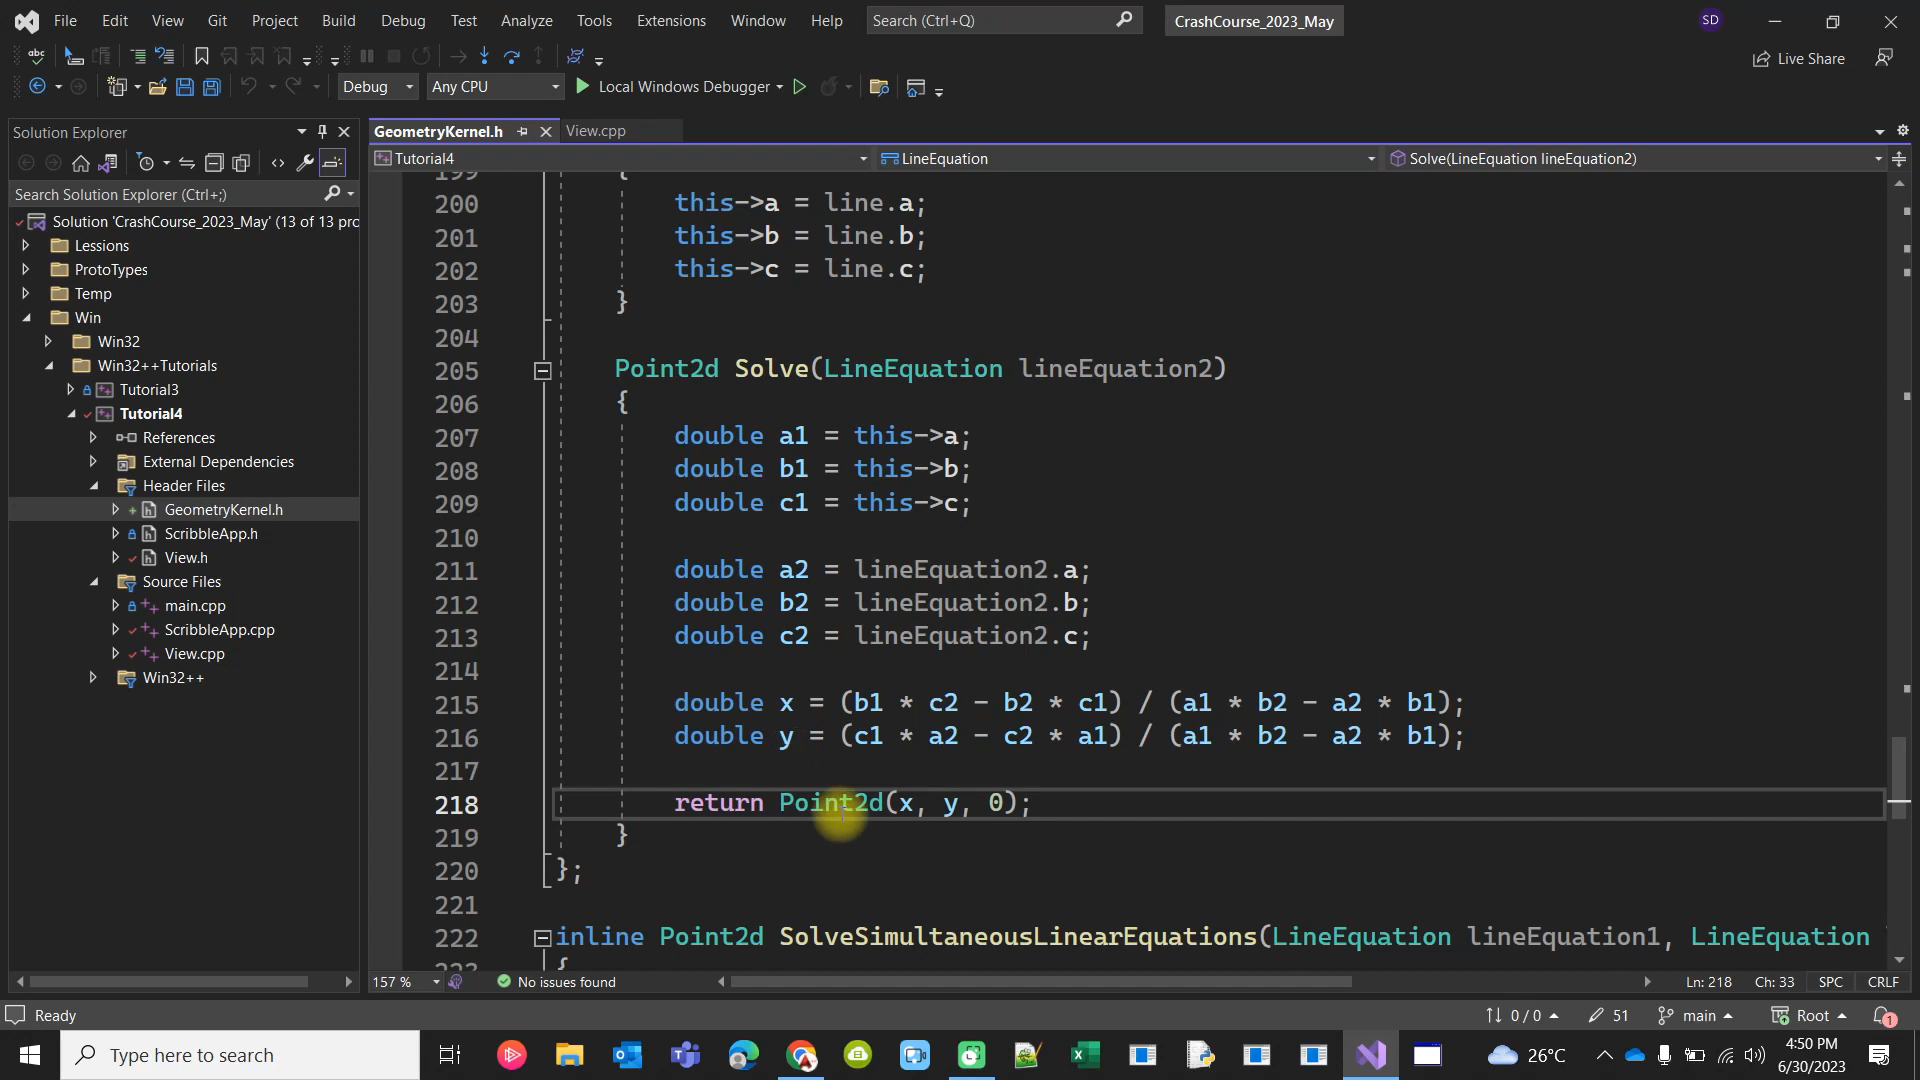 File Edit View Git Project Build Debug Test Analyze Tools Extensions Window Help Search (Ctrl+Q) CrashCourse_2023_May SD
Live Share
Debug Any CPU Local Windows Debugger
Solution Explorer
Search Solution Explorer (Ctrl+;)
Solution 'CrashCourse_2023_May' (13 of 13 pro
Lessions
ProtoTypes
Temp
Win
Win32
Win32++Tutorials
Tutorial3
Tutorial4
References
External Dependencies
Header Files
GeometryKernel.h
ScribbleApp.h
View.h
Source Files
main.cpp
ScribbleApp.cpp
View.cpp
Win32++
GeometryKernel.h View.cpp
Tutorial4 LineEquation Solve(LineEquation lineEquation2)
199 {
200 this->a = line.a;
201 this->b = line.b;
202 this->c = line.c;
203 }
204
205 Point2d Solve(LineEquation lineEquation2)
206 {
207 double a1 = this->a;
208 double b1 = this->b;
209 double c1 = this->c;
210
211 double a2 = lineEquation2.a;
212 double b2 = lineEquation2.b;
213 double c2 = lineEquation2.c;
214
215 double x = (b1 * c2 - b2 * c1) / (a1 * b2 - a2 * b1);
216 double y = (c1 * a2 - c2 * a1) / (a1 * b2 - a2 * b1);
217
218 return Point2d(x, y, 0);
219 }
220 };
221
222 inline Point2d SolveSimultaneousLinearEquations(LineEquation lineEquation1, LineEquation
223 {
157 % No issues found Ln: 218 Ch: 33 SPC CRLF
Ready 0 / 0 51 main Root 1
Type here to search 26°C 4:50 PM
6/30/2023